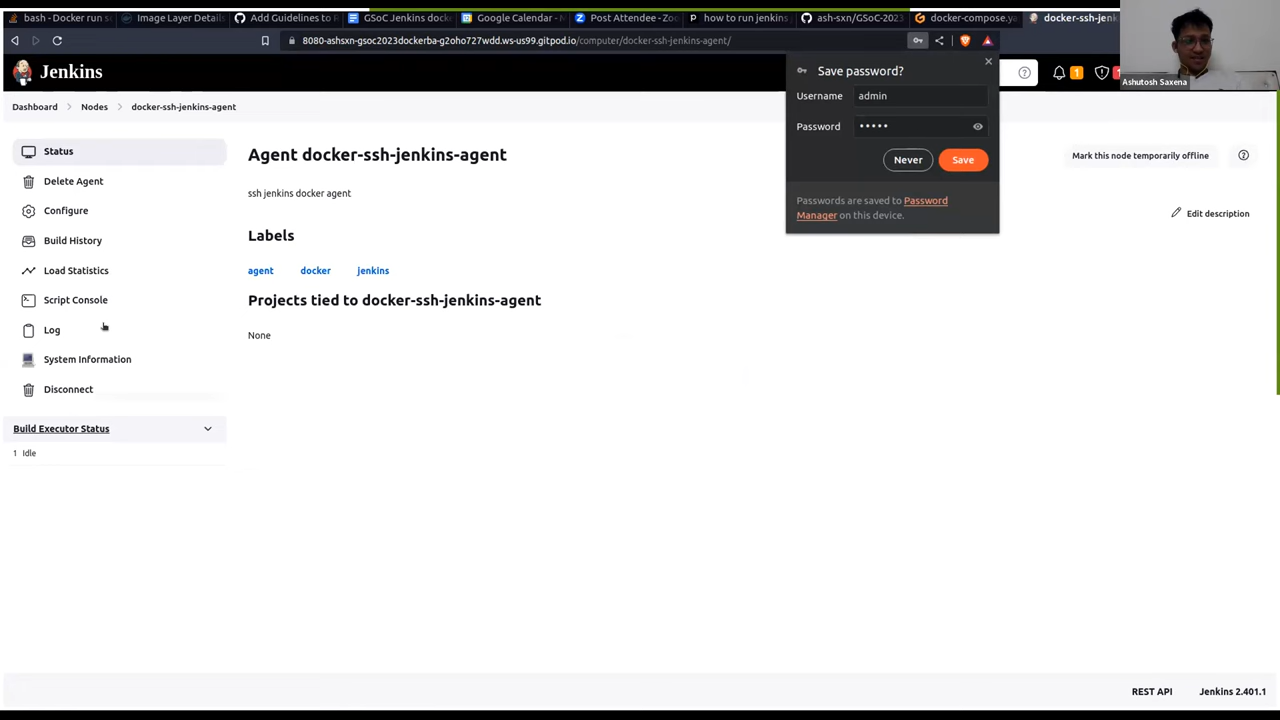 bash - Docker run s
Image Layer Details
Add Guidelines to R
GSoC Jenkins dock
Google Calendar - M
Post Attendee - Zoo
how to run jenkins
ash-sxn/GSoC-2023
docker-compose.ya
docker-ssh-jenk
8080-ashsxn-gsoc2023dockerba-g2oho727wdd.ws-us99.gitpod.io/computer/docker-ssh-jenkins-agent/
Jenkins
1
1
Ashutosh Saxena
Save password?
Username
admin
Password
•••••
Never
Save
Passwords are saved to Password
Manager on this device.
Dashboard
Nodes
docker-ssh-jenkins-agent
Status
Delete Agent
Configure
Build History
Load Statistics
Script Console
Log
System Information
Disconnect
Build Executor Status
1 Idle
Agent docker-ssh-jenkins-agent
Mark this node temporarily offline
ssh jenkins docker agent
Edit description
Labels
agent
docker
jenkins
Projects tied to docker-ssh-jenkins-agent
None
REST API
Jenkins 2.401.1